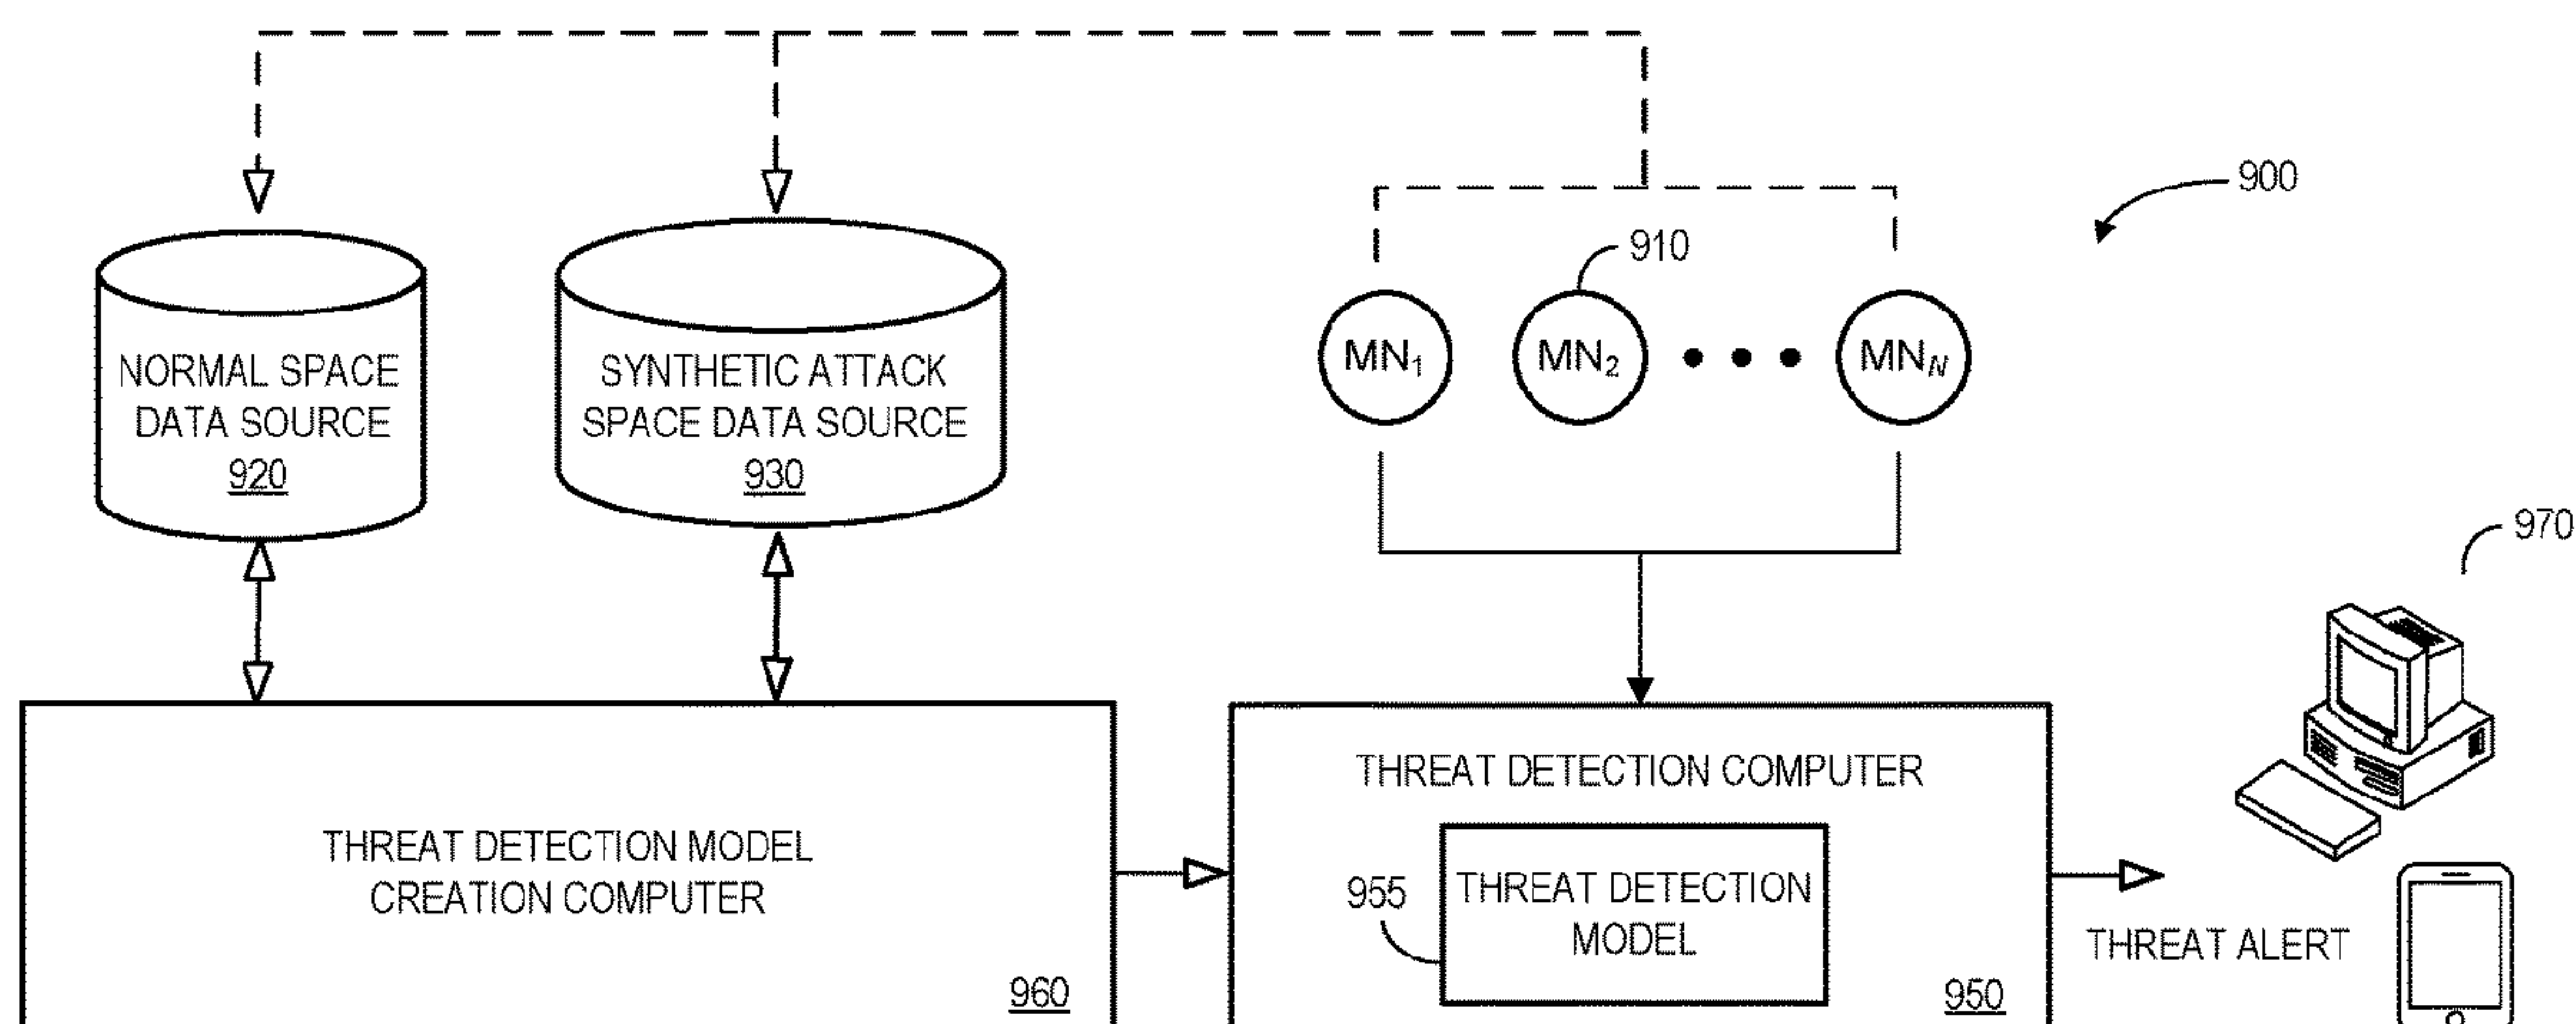 900
910
MN₁
MN₂
MN_N
NORMAL SPACE
DATA SOURCE
920
SYNTHETIC ATTACK
SPACE DATA SOURCE
930
970
THREAT DETECTION MODEL
CREATION COMPUTER
960
THREAT DETECTION COMPUTER
955
THREAT DETECTION
MODEL
950
THREAT ALERT